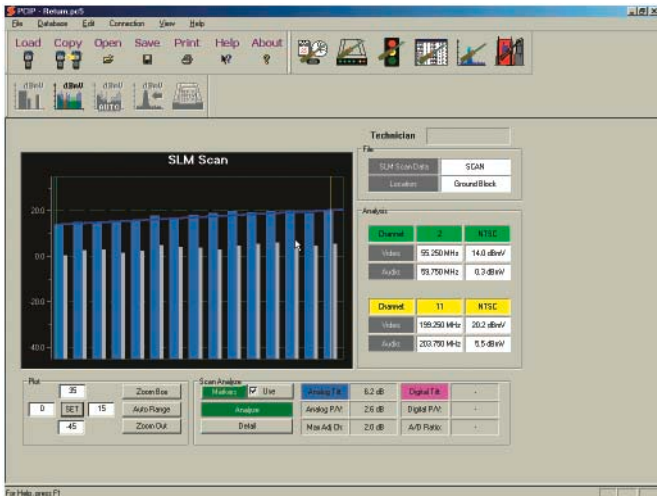 PCIP - Return.pc5
File Database Edit Connection View Help
Load Copy Open Save Print Help About
dBmV dBmV dBmV dBmV
AUTO
Technician
File
SLM Scan Data SCAN
Location Ground Block
SLM Scan
20.0
0.0
-20.0
40.0
Analysis
Channel 2 NTSC
Video 55.250 MHz 14.0 dBmV
Audio 59.750 MHz 0.3 dBmV
Channel 11 NTSC
Video 199.250 MHz 20.2 dBmV
Audio 203.750 MHz 5.5 dBmV
Plot
35
0 SET 15
-45
Zoom Box
Auto Range
Zoom Out
Scan Analyze
Markers Use
Analyze
Detail
Analog Tilt 6.2 dB Digital Tilt -
Analog P/V: 2.6 dB Digital P/V: -
Max Adj Ch: 2.0 dB A/D Ratio: -
For Help, press F1